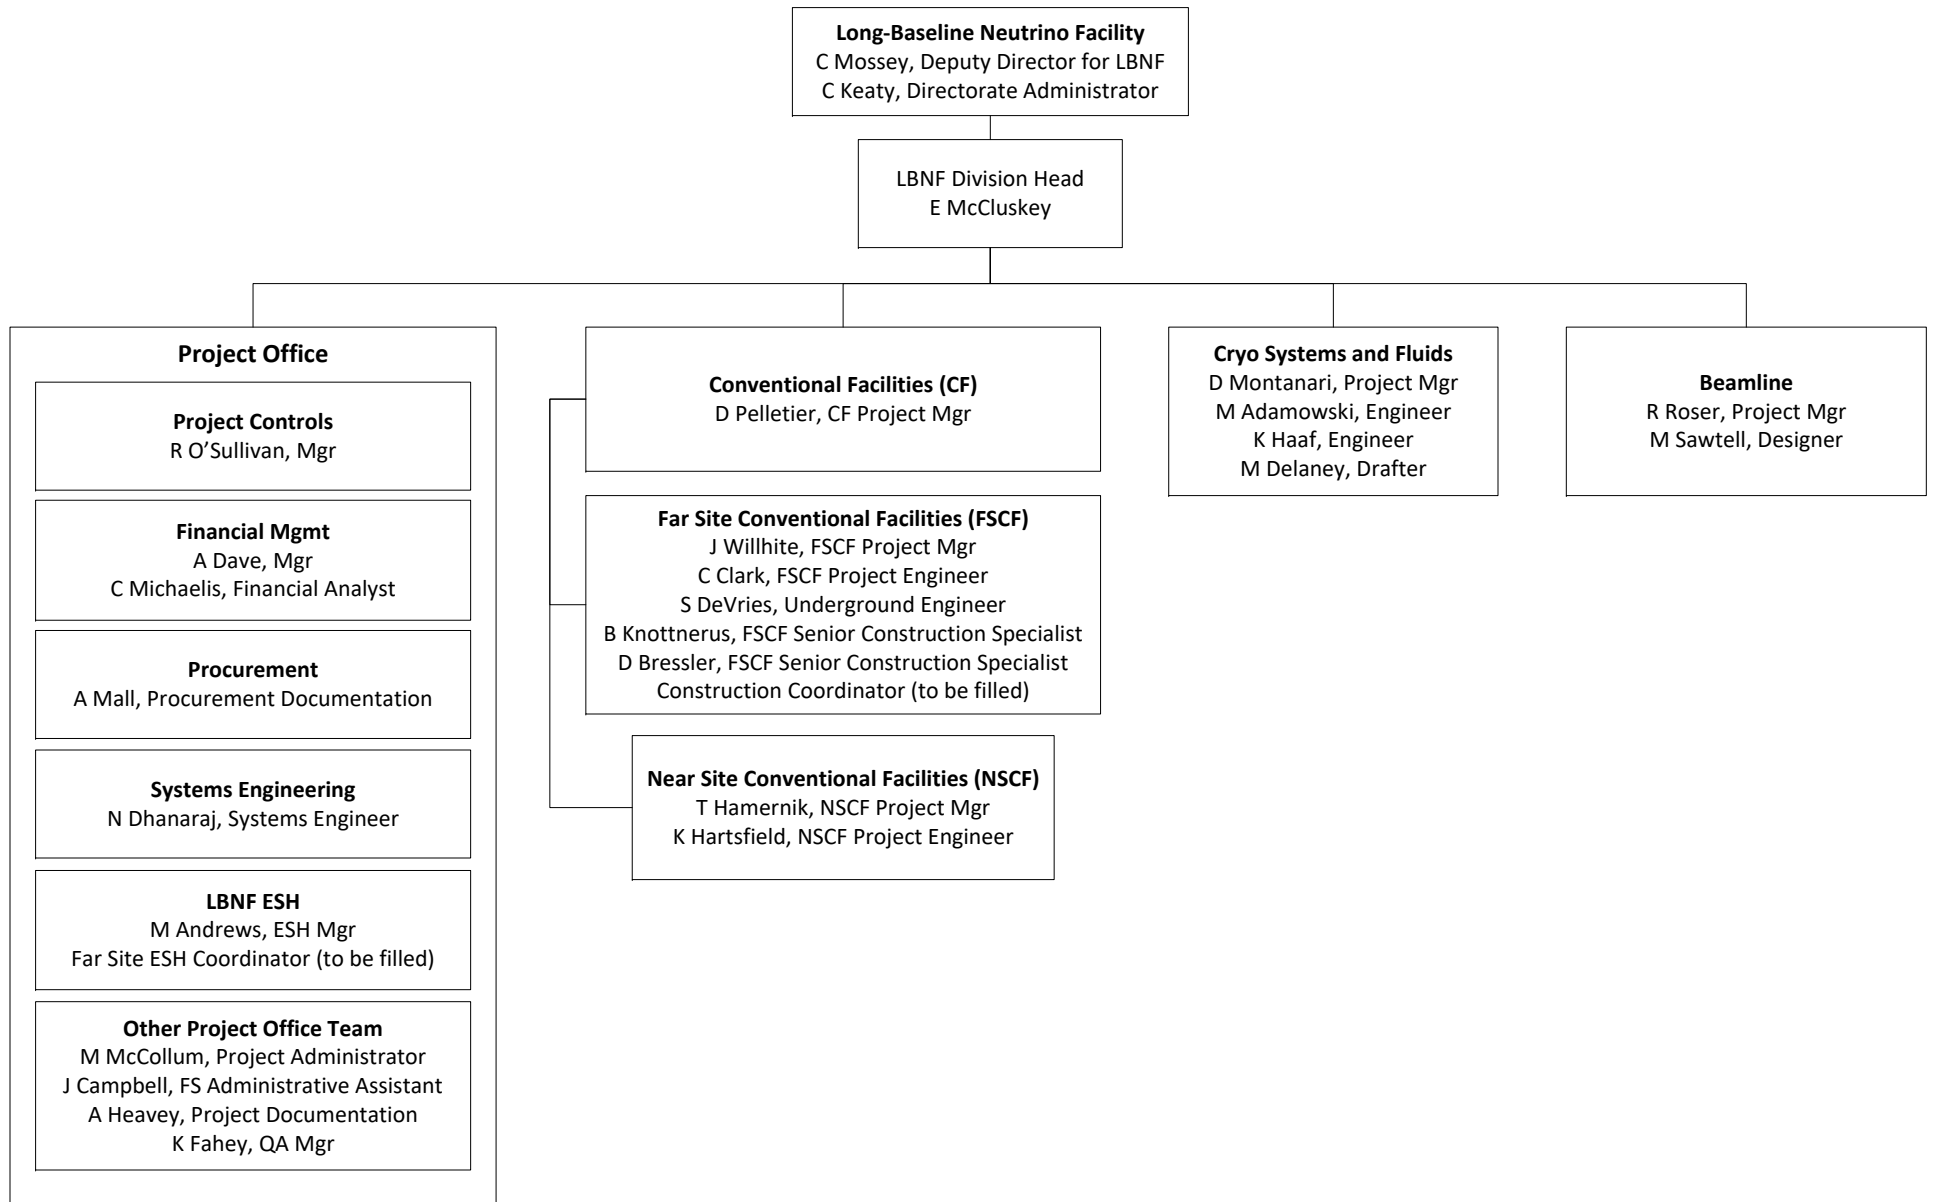 Long-Baseline Neutrino Facility
C Mossey, Deputy Director for LBNF
C Keaty, Directorate Administrator
LBNF Division Head
E McCluskey
Project Office
Project Controls
R O’Sullivan, Mgr
Financial Mgmt
A Dave, Mgr
C Michaelis, Financial Analyst
Procurement
A Mall, Procurement Documentation
Systems Engineering
N Dhanaraj, Systems Engineer
LBNF ESH
M Andrews, ESH Mgr
Far Site ESH Coordinator (to be filled)
Other Project Office Team
M McCollum, Project Administrator
J Campbell, FS Administrative Assistant
A Heavey, Project Documentation
K Fahey, QA Mgr
Conventional Facilities (CF)
D Pelletier, CF Project Mgr
Far Site Conventional Facilities (FSCF)
J Willhite, FSCF Project Mgr
C Clark, FSCF Project Engineer
S DeVries, Underground Engineer
B Knottnerus, FSCF Senior Construction Specialist
D Bressler, FSCF Senior Construction Specialist
Construction Coordinator (to be filled)
Near Site Conventional Facilities (NSCF)
T Hamernik, NSCF Project Mgr
K Hartsfield, NSCF Project Engineer
Cryo Systems and Fluids
D Montanari, Project Mgr
M Adamowski, Engineer
K Haaf, Engineer
M Delaney, Drafter
Beamline
R Roser, Project Mgr
M Sawtell, Designer